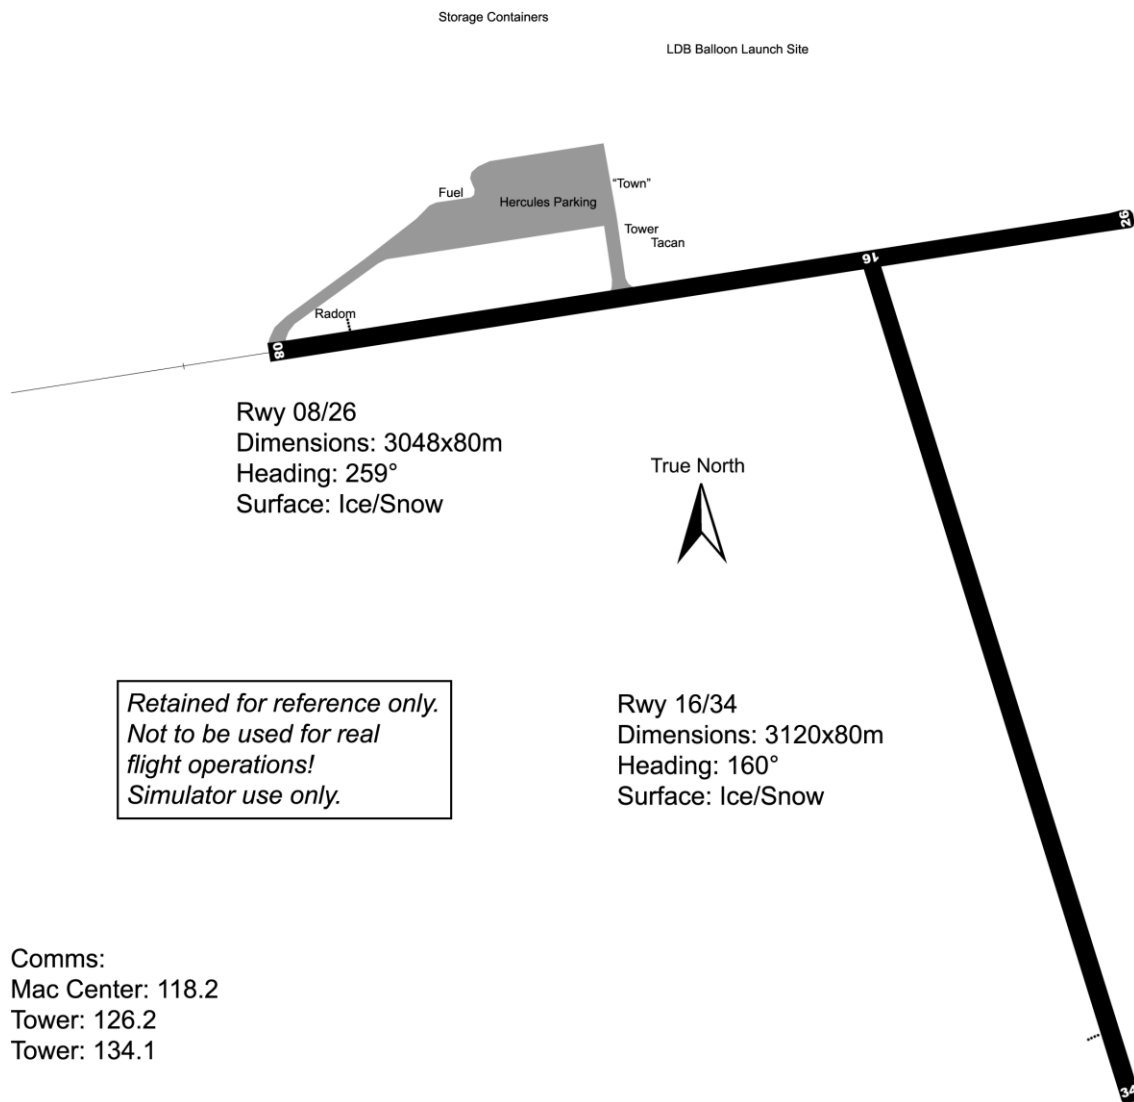 Storage Containers
LDB Balloon Launch Site
"Town"
Fuel
Hercules Parking
Tower
Tacan
26
16
Radom
08
Rwy 08/26
Dimensions: 3048x80m
Heading: 259°
Surface: Ice/Snow
True North
Retained for reference only.
Not to be used for real
flight operations!
Simulator use only.
Rwy 16/34
Dimensions: 3120x80m
Heading: 160°
Surface: Ice/Snow
Comms:
Mac Center: 118.2
Tower: 126.2
Tower: 134.1
34